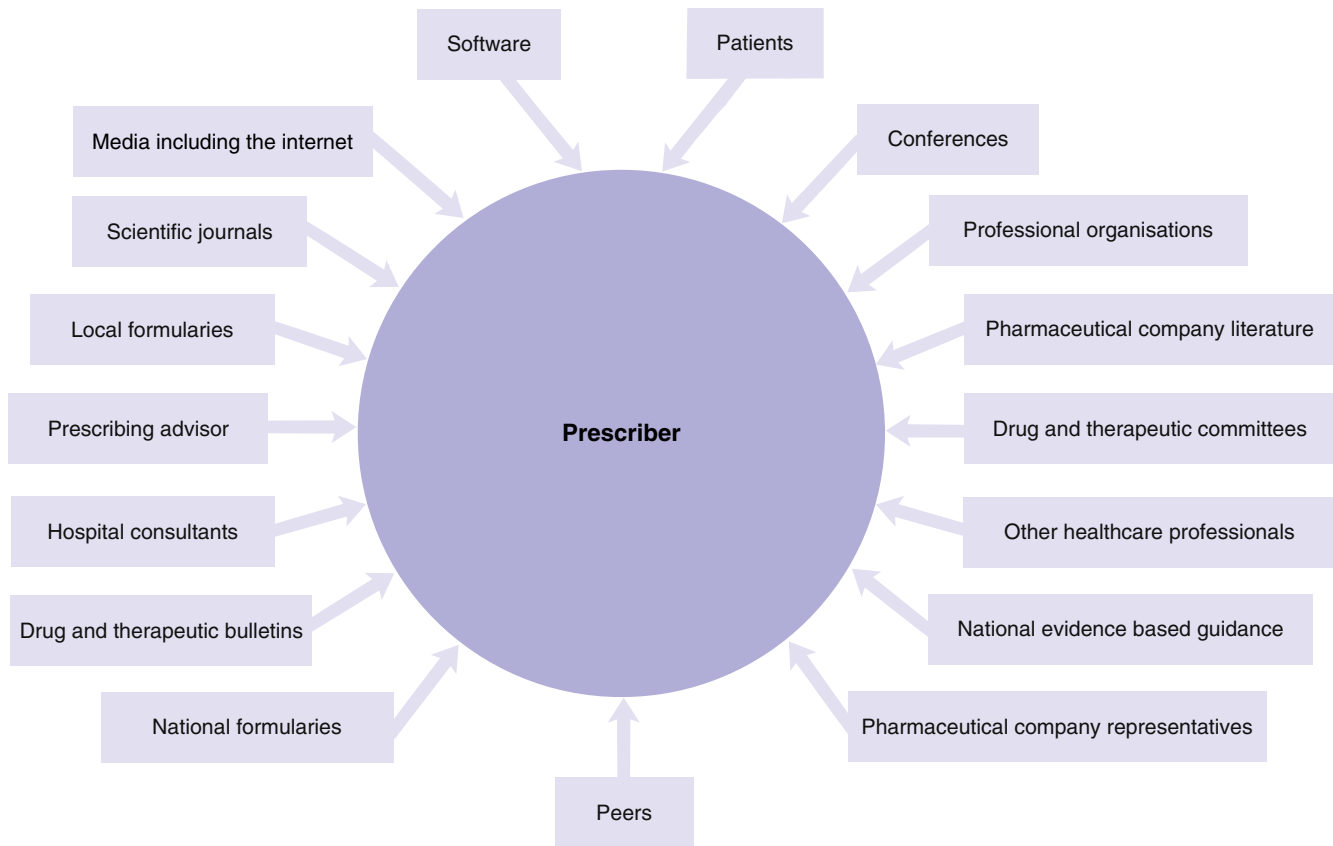 Software
Patients
Media including the internet
Conferences
Scientific journals
Professional organisations
Local formularies
Pharmaceutical company literature
Prescribing advisor
Prescriber
Drug and therapeutic committees
Hospital consultants
Other healthcare professionals
Drug and therapeutic bulletins
National evidence based guidance
National formularies
Pharmaceutical company representatives
Peers